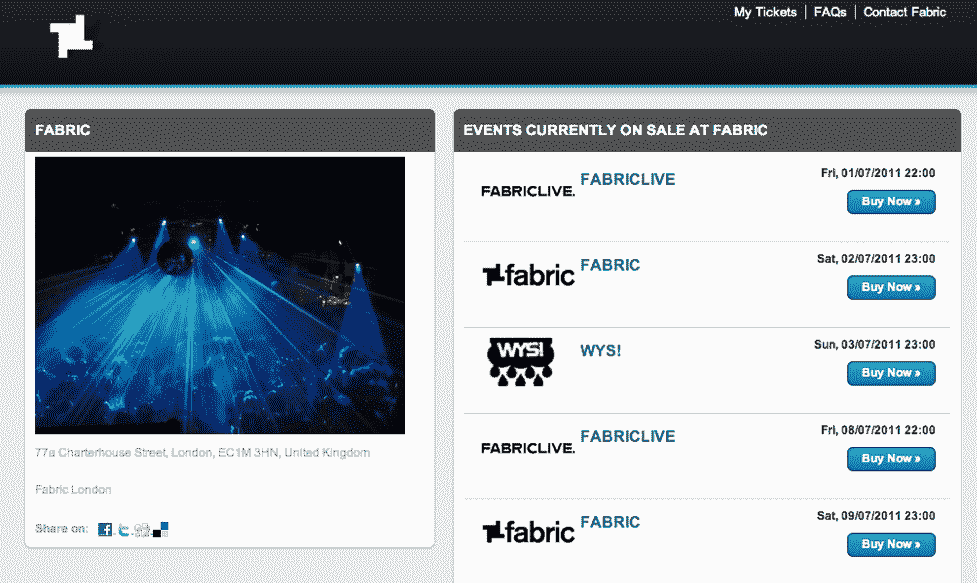 My Tickets | FAQs | Contact Fabric
FABRIC
77a Charterhouse Street, London, EC1M 3HN, United Kingdom
Fabric London
Share on:
EVENTS CURRENTLY ON SALE AT FABRIC
FABRICLIVE. FABRICLIVE Fri, 01/07/2011 22:00
Buy Now »
fabric FABRIC Sat, 02/07/2011 23:00
Buy Now »
WYS! WYS! Sun, 03/07/2011 23:00
Buy Now »
FABRICLIVE. FABRICLIVE Fri, 08/07/2011 22:00
Buy Now »
fabric FABRIC Sat, 09/07/2011 23:00
Buy Now »